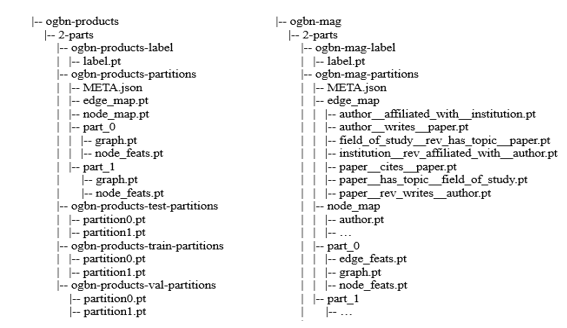 |-- ogbn-products
|-- 2-parts
|-- ogbn-products-label
| |-- label.pt
|-- ogbn-products-partitions
| |-- META.json
| |-- edge_map.pt
| |-- node_map.pt
| |-- part_0
| | |-- graph.pt
| | |-- node_feats.pt
| |-- part_1
| |-- graph.pt
| |-- node_feats.pt
|-- ogbn-products-test-partitions
| |-- partition0.pt
| |-- partition1.pt
|-- ogbn-products-train-partitions
| |-- partition0.pt
| |-- partition1.pt
|-- ogbn-products-val-partitions
|-- partition0.pt
|-- partition1.pt
|-- ogbn-mag
|-- 2-parts
|-- ogbn-mag-label
| |-- label.pt
|-- ogbn-mag-partitions
| |-- META.json
| |-- edge_map
| | |-- author__affiliated_with__institution.pt
| | |-- author__writes__paper.pt
| | |-- field_of_study__rev_has_topic__paper.pt
| | |-- institution__rev_affiliated_with__author.pt
| | |-- paper__cites__paper.pt
| | |-- paper__has_topic__field_of_study.pt
| | |-- paper__rev_writes__author.pt
| |-- node_map
| | |-- author.pt
| | |-- …
| |-- part_0
| | |-- edge_feats.pt
| | |-- graph.pt
| | |-- node_feats.pt
| |-- part_1
| |-- …